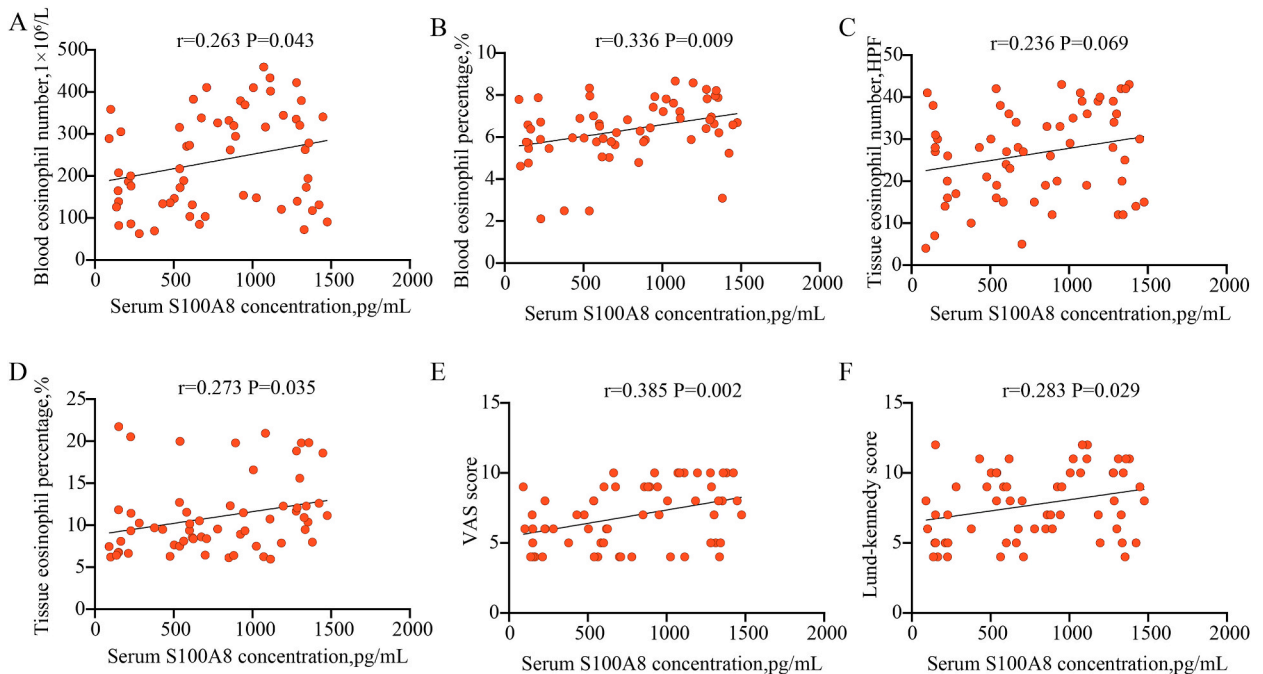 A
r=0.263 P=0.043
Blood eosinophil number,1×10⁶/L
500
400
300
200
100
0
0 500 1000 1500 2000
Serum S100A8 concentration,pg/mL
B
r=0.336 P=0.009
Blood eosinophil percentage,%
10
8
6
4
2
0
0 500 1000 1500 2000
Serum S100A8 concentration,pg/mL
C
r=0.236 P=0.069
Tissue eosinophil number,HPF
50
40
30
20
10
0
0 500 1000 1500 2000
Serum S100A8 concentration,pg/mL
D
r=0.273 P=0.035
Tissue eosinophil percentage,%
25
20
15
10
5
0
0 500 1000 1500 2000
Serum S100A8 concentration,pg/mL
E
r=0.385 P=0.002
VAS score
15
10
5
0
0 500 1000 1500 2000
Serum S100A8 concentration,pg/mL
F
r=0.283 P=0.029
Lund-kennedy score
15
10
5
0
0 500 1000 1500 2000
Serum S100A8 concentration,pg/mL